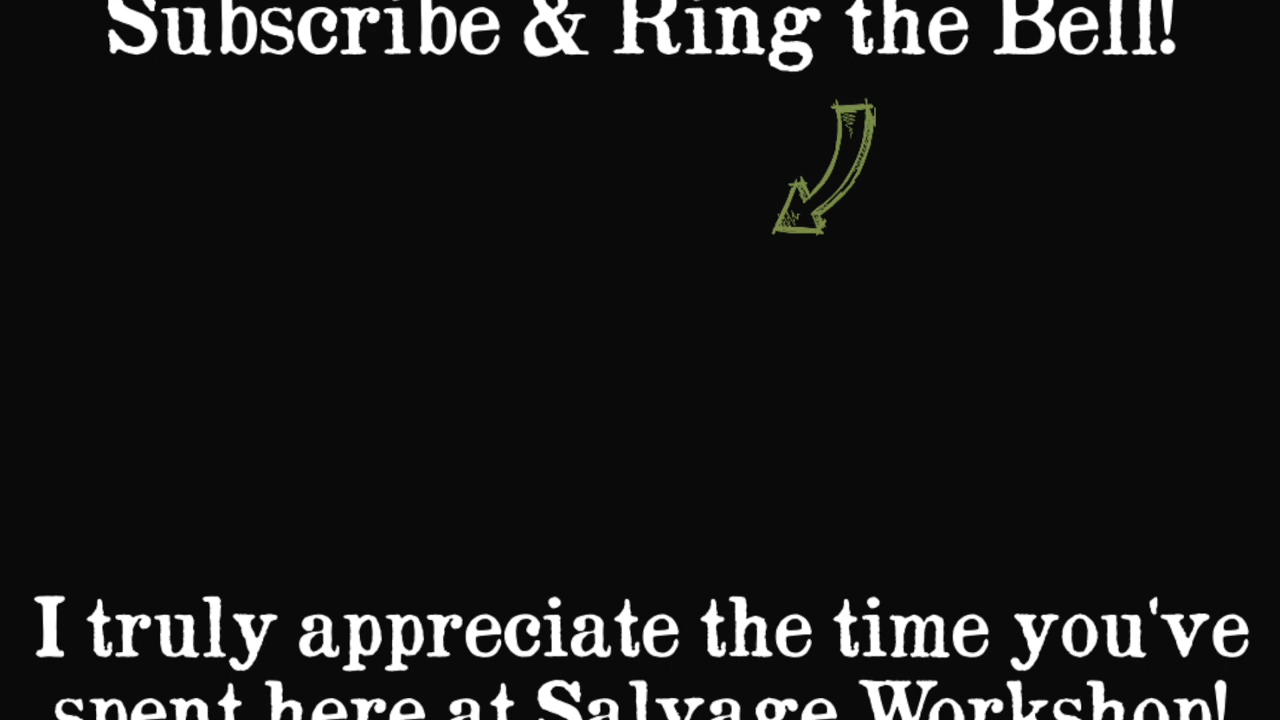 Subscribe & Ring the Bell!
I truly appreciate the time you've
spent here at Salvage Workshop!